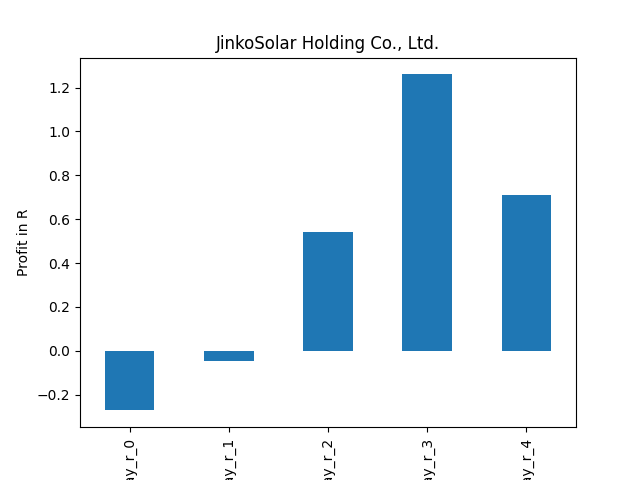 JinkoSolar Holding Co., Ltd.
Profit in R
1.2
1.0
0.8
0.6
0.4
0.2
0.0
−0.2
ay_r_0
ay_r_1
ay_r_2
ay_r_3
ay_r_4